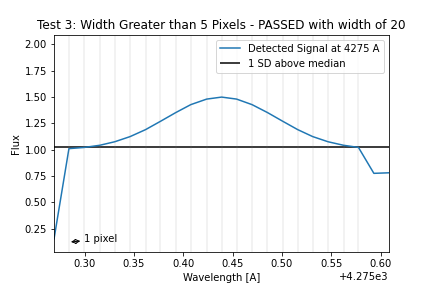 Test 3: Width Greater than 5 Pixels - PASSED with width of 20
Detected Signal at 4275 A
1 SD above median
2.00
1.75
1.50
1.25
1.00
0.75
0.50
0.25
Flux
1 pixel
0.30 0.35 0.40 0.45 0.50 0.55 0.60
Wavelength [A]
+4.275e3